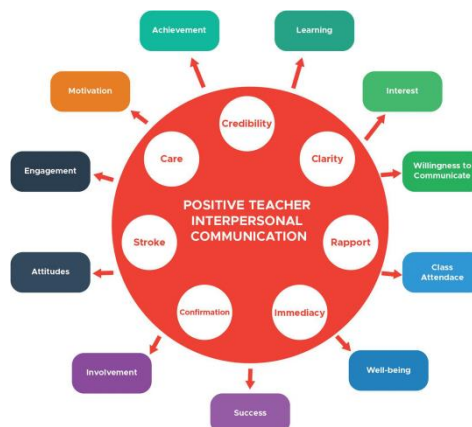 Achievement
Learning
Motivation
Interest
Credibility
Care
Clarity
Engagement
Willingness to
Communicate
POSITIVE TEACHER
INTERPERSONAL
COMMUNICATION
Stroke
Rapport
Attitudes
Class
Attedace
Confirmation
Immediacy
Involvement
Well-being
Success